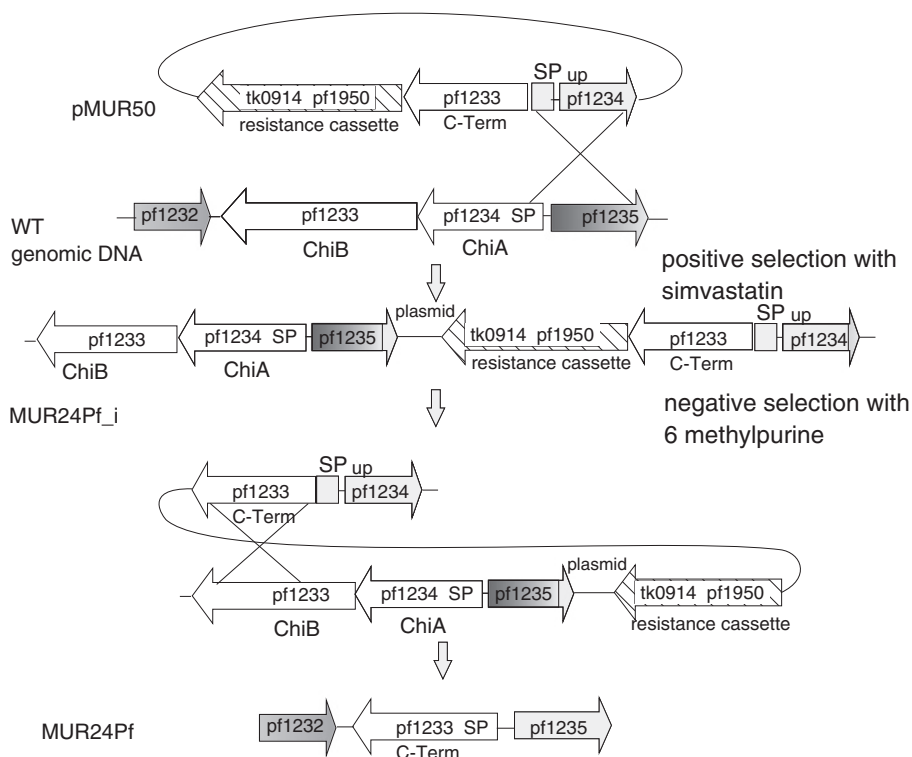 SP up
tk0914 pf1950 pf1233 pf1234
pMUR50 resistance cassette C-Term
pf1232 pf1233 pf1234 SP pf1235
WT
genomic DNA ChiB ChiA
positive selection with
simvastatin
plasmid SP up
pf1233 pf1234 SP pf1235 tk0914 pf1950 pf1233 pf1234
ChiB ChiA resistance cassette C-Term
MUR24Pf_i
negative selection with
6 methylpurine
SP up
pf1233 pf1234
C-Term
plasmid
pf1233 pf1234 SP pf1235 tk0914 pf1950
ChiB ChiA resistance cassette
MUR24Pf pf1232 pf1233 SP pf1235
C-Term